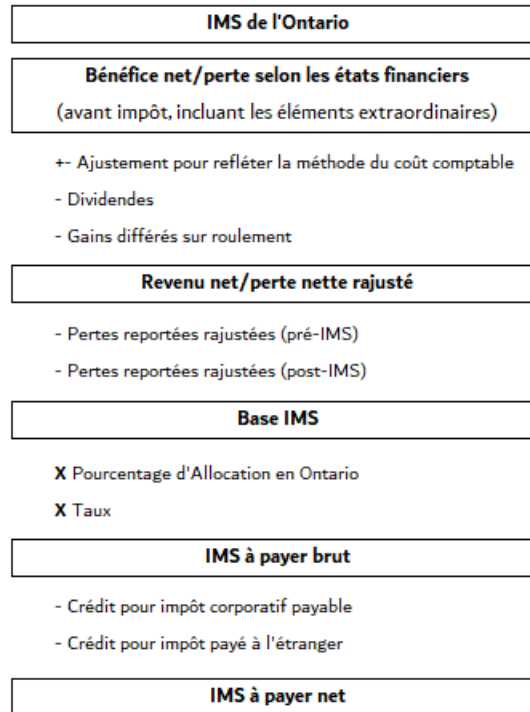 IMS de l'Ontario
Bénéfice net/perte selon les états financiers
(avant impôt, incluant les éléments extraordinaires)
+- Ajustement pour refléter la méthode du coût comptable
- Dividendes
- Gains différés sur roulement
Revenu net/perte nette rajusté
- Pertes reportées rajustées (pré-IMS)
- Pertes reportées rajustées (post-IMS)
Base IMS
X Pourcentage d'Allocation en Ontario
X Taux
IMS à payer brut
- Crédit pour impôt corporatif payable
- Crédit pour impôt payé à l'étranger
IMS à payer net